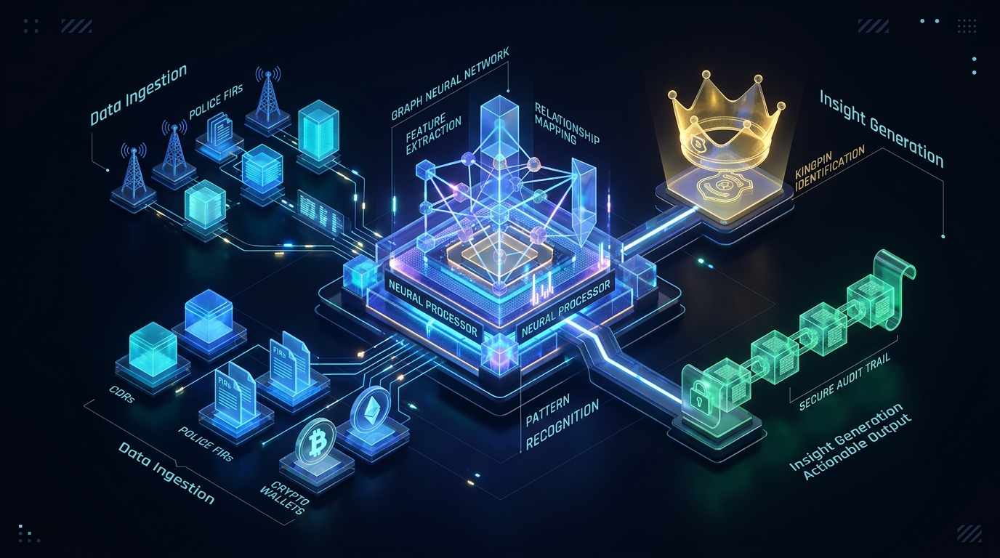 Data Ingestion
POLICE FIRs
GRAPH NEURAL NETWORK
FEATURE
EXTRACTION
RELATIONSHIP
MAPPING
Insight Generation
KINGPIN
IDENTIFICATION
NEURAL PROCESSOR
NEURAL PROCESSOR
CDRs
FIRs
FIRs
POLICE FIRs
Data Ingestion
CRYPTO
WALLETS
PATTERN
RECOGNITION
SECURE AUDIT TRAIL
Insight Generation
Actionable Output